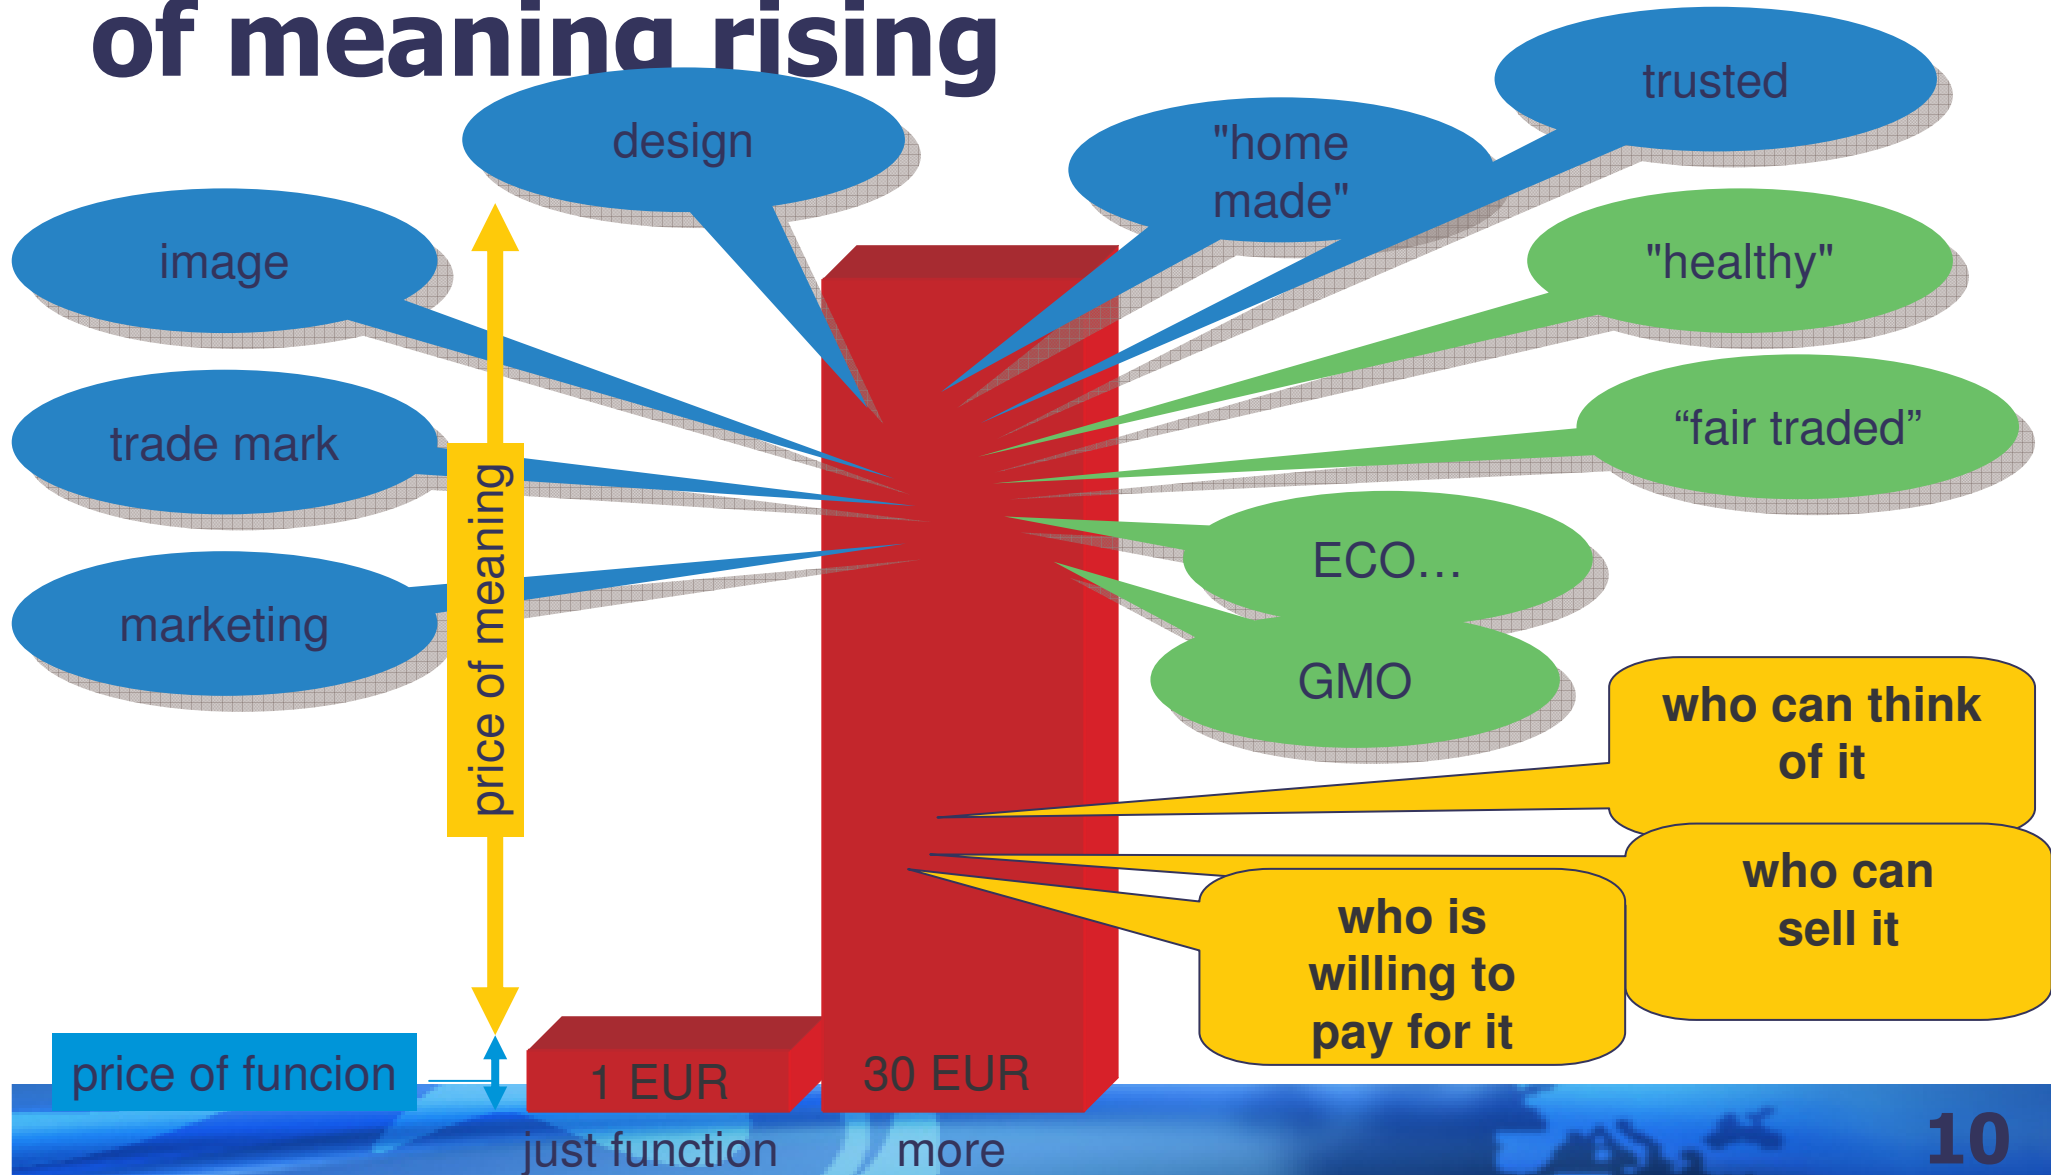 of meaning rising
trusted
design
"home
made"
image
"healthy"
trade mark
“fair traded”
price of meaning
ECO…
marketing
GMO
who can think
of it
who can
sell it
who is
willing to
pay for it
price of funcion
1 EUR
30 EUR
just function
more
10